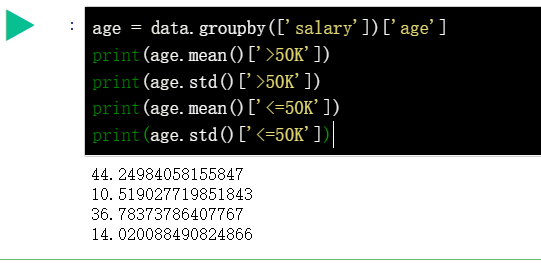 :
age = data.groupby(['salary'])['age']
print(age.mean()['>50K'])
print(age.std()['>50K'])
print(age.mean()['<=50K'])
print(age.std()['<=50K'])
44.24984058155847
10.519027719851843
36.78373786407767
14.020088490824866